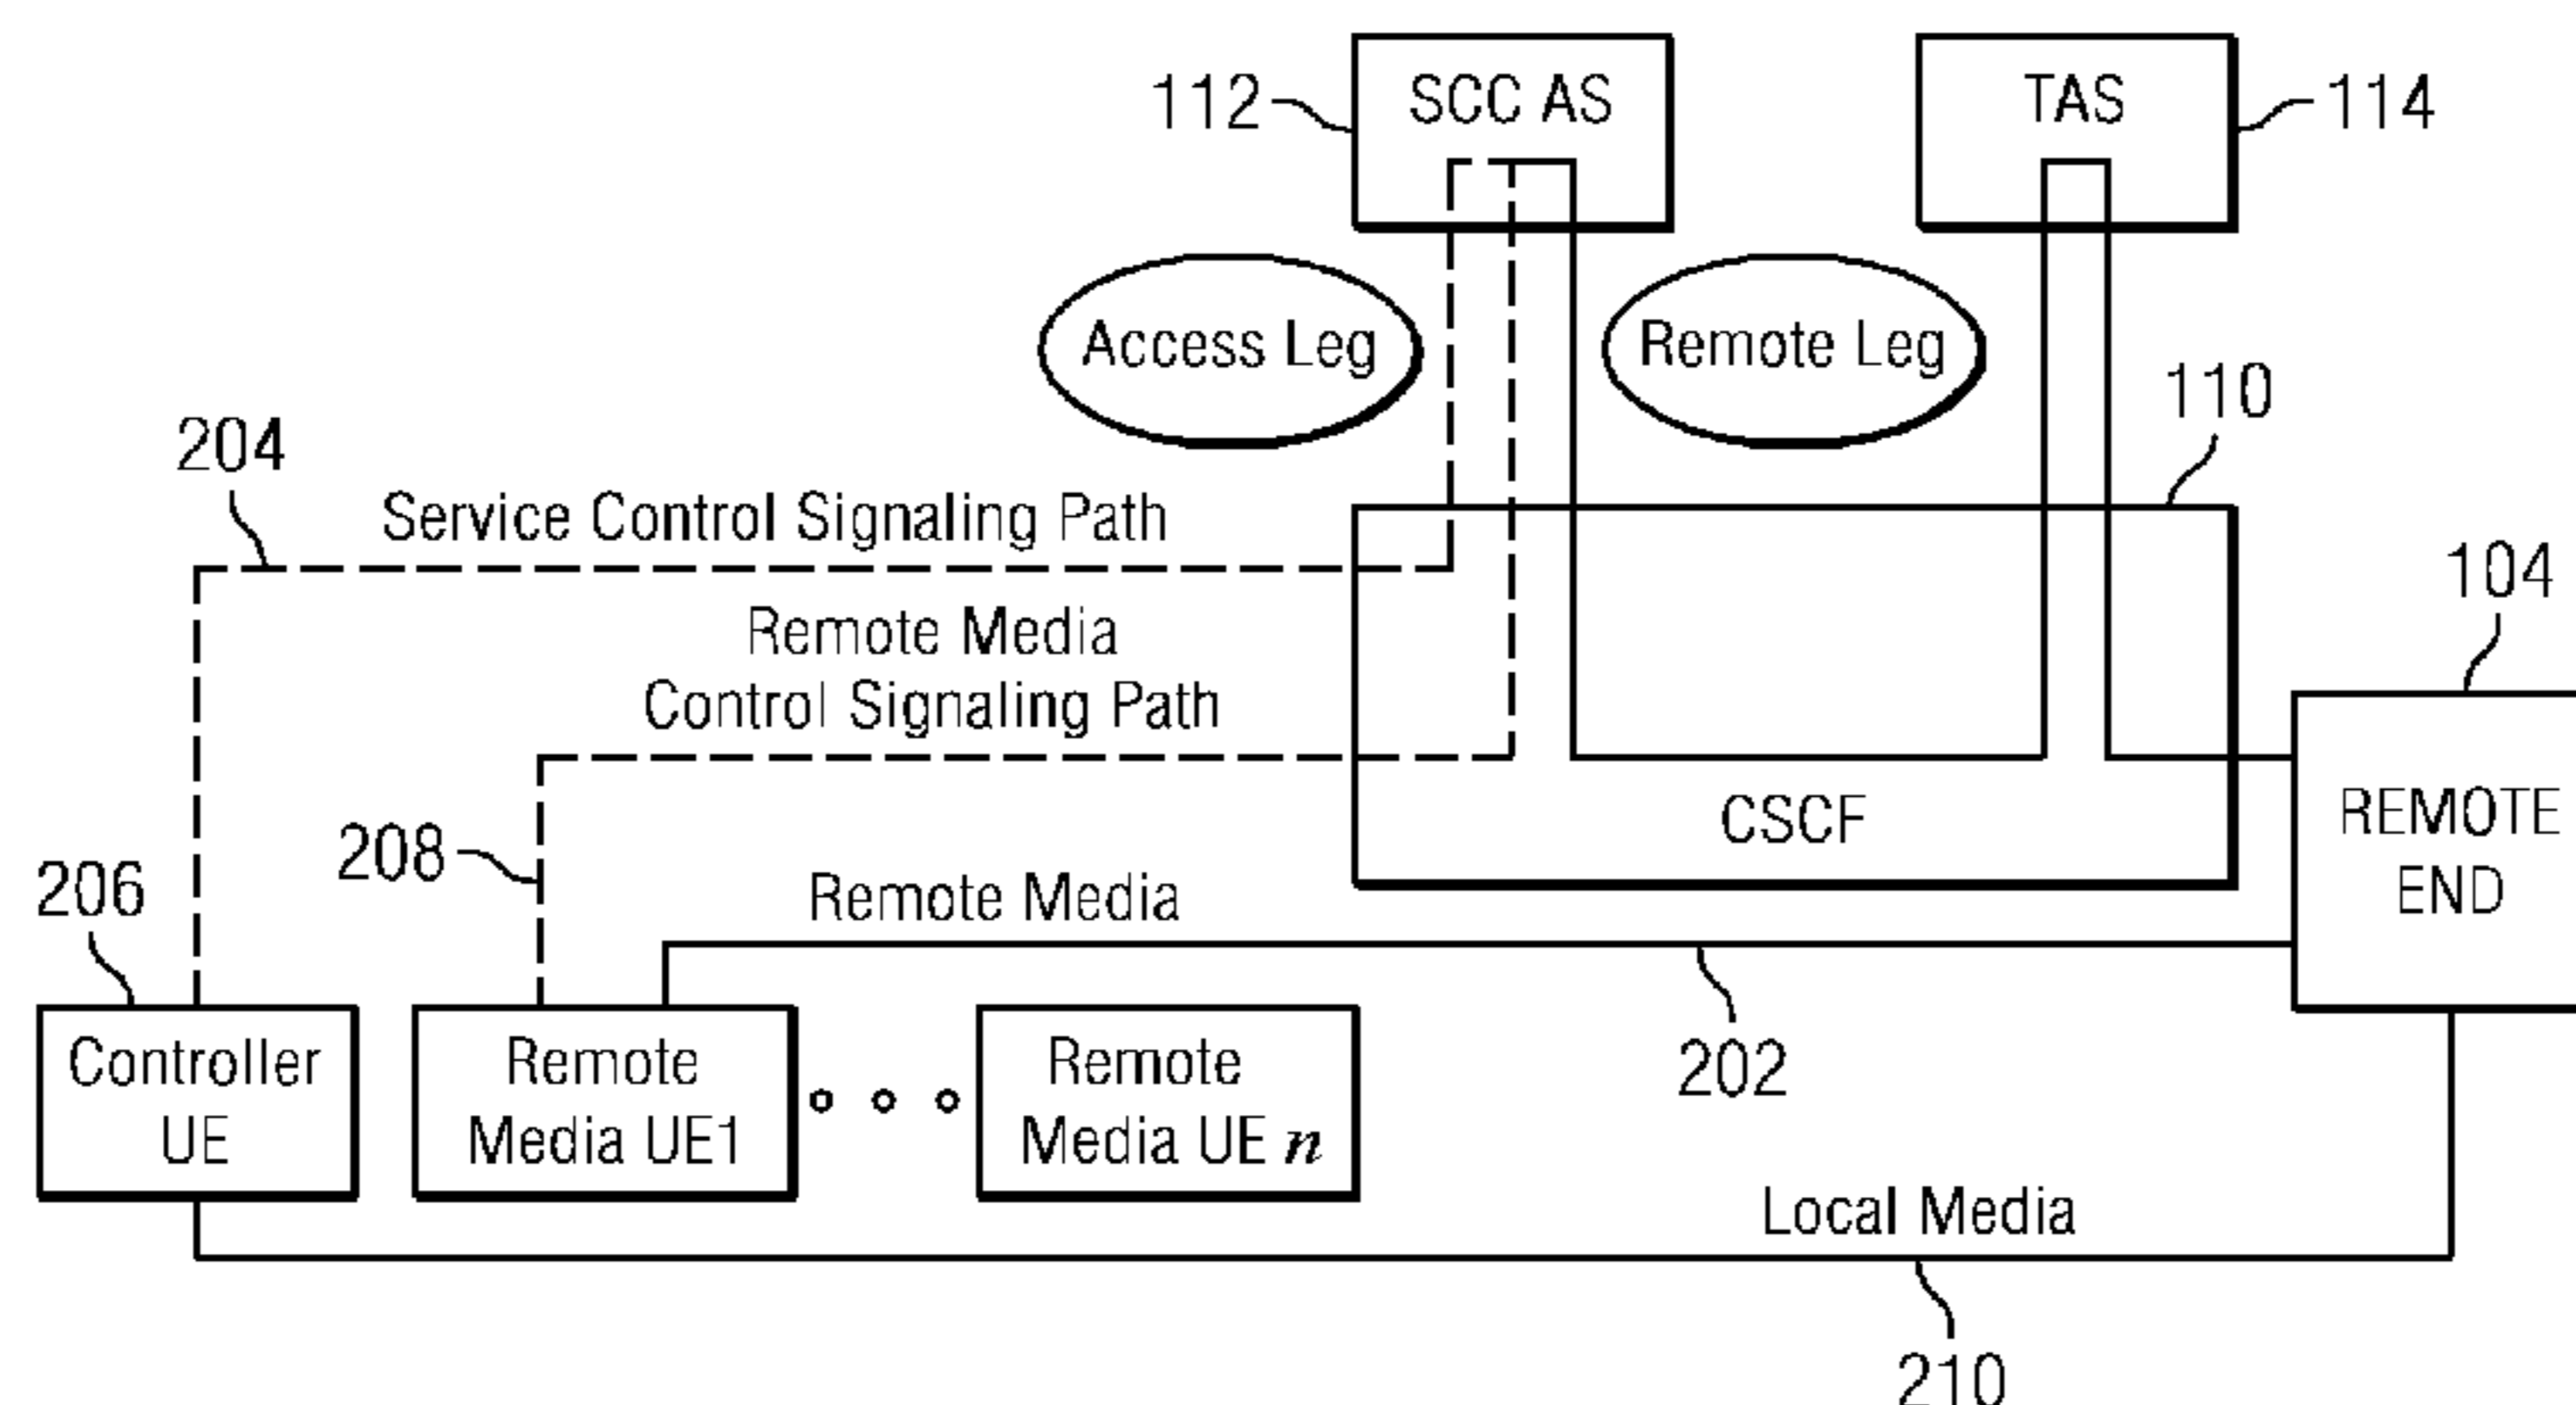 112
SCC AS
TAS
114
Access Leg
Remote Leg
110
204
Service Control Signaling Path
104
Remote Media
Control Signaling Path
CSCF
REMOTE
END
208
206
Remote Media
Controller
UE
Remote
Media UE1
Remote
Media UE n
202
Local Media
210